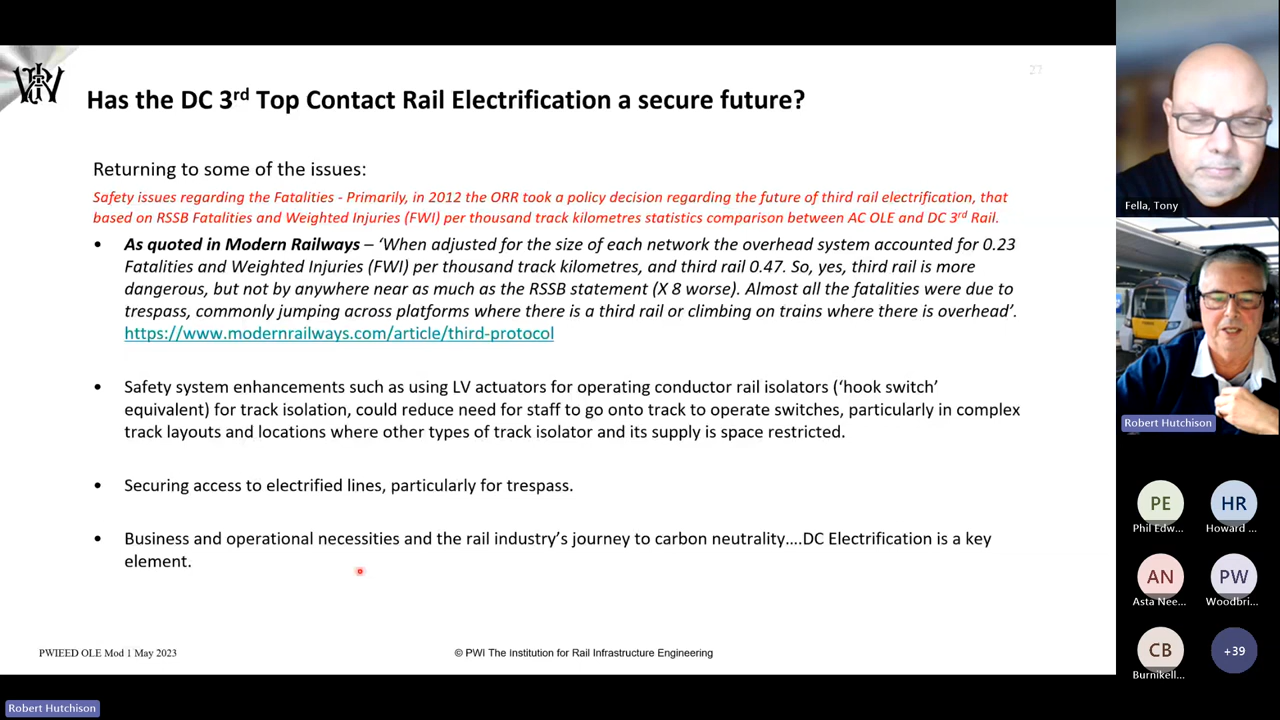 27
Has the DC 3rd Top Contact Rail Electrification a secure future?
Returning to some of the issues:
Safety issues regarding the Fatalities - Primarily, in 2012 the ORR took a policy decision regarding the future of third rail electrification, that
based on RSSB Fatalities and Weighted Injuries (FWI) per thousand track kilometres statistics comparison between AC OLE and DC 3rd Rail.
• As quoted in Modern Railways – ‘When adjusted for the size of each network the overhead system accounted for 0.23
Fatalities and Weighted Injuries (FWI) per thousand track kilometres, and third rail 0.47. So, yes, third rail is more
dangerous, but not by anywhere near as much as the RSSB statement (X 8 worse). Almost all the fatalities were due to
trespass, commonly jumping across platforms where there is a third rail or climbing on trains where there is overhead’.
https://www.modernrailways.com/article/third-protocol
• Safety system enhancements such as using LV actuators for operating conductor rail isolators (‘hook switch’
equivalent) for track isolation, could reduce need for staff to go onto track to operate switches, particularly in complex
track layouts and locations where other types of track isolator and its supply is space restricted.
• Securing access to electrified lines, particularly for trespass.
• Business and operational necessities and the rail industry’s journey to carbon neutrality....DC Electrification is a key
element.
PWIEED OLE Mod 1 May 2023
© PWI The Institution for Rail Infrastructure Engineering
Robert Hutchison
Fella, Tony
Robert Hutchison
PE
Phil Edw...
HR
Howard ...
AN
Asta Nee...
PW
Woodbri...
CB
Burnikell...
+39